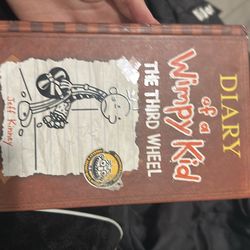 DIARY
of a
Wimpy Kid
THE THIRD WHEEL
Jeff Kinney